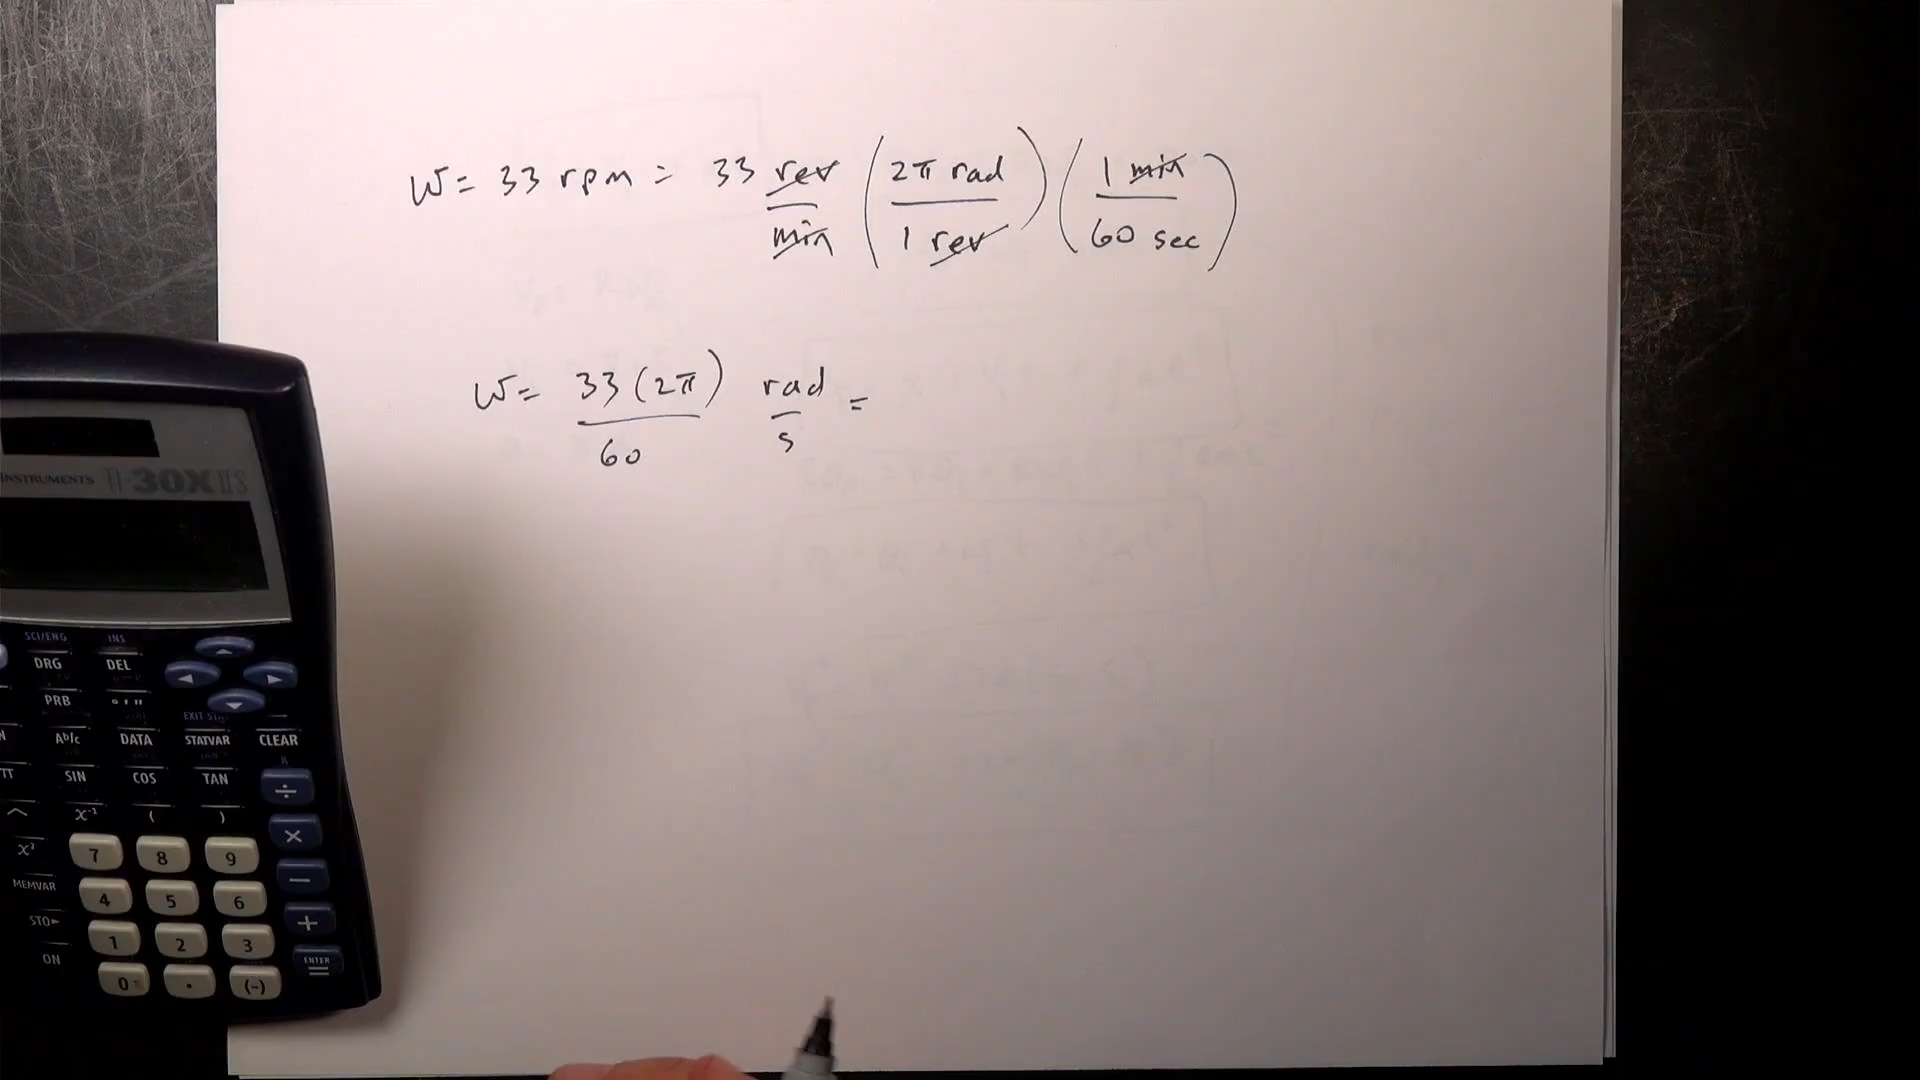 ω = 33 rpm = 33 rev/min (2π rad / 1 rev) (1 min / 60 sec)
ω = 33(2π)/60 rad/s =
INSTRUMENTS TI-30X IIS
SCI/ENG INS
DRG DEL
PRB ° ' "
EXIT
A b/c DATA STATVAR CLEAR
K
SIN COS TAN ÷
^ x⁻¹ ( )
×
x² 7 8 9
MEMVAR 4 5 6 −
STO► 1 2 3 +
ON 0 . (-) ENTER =